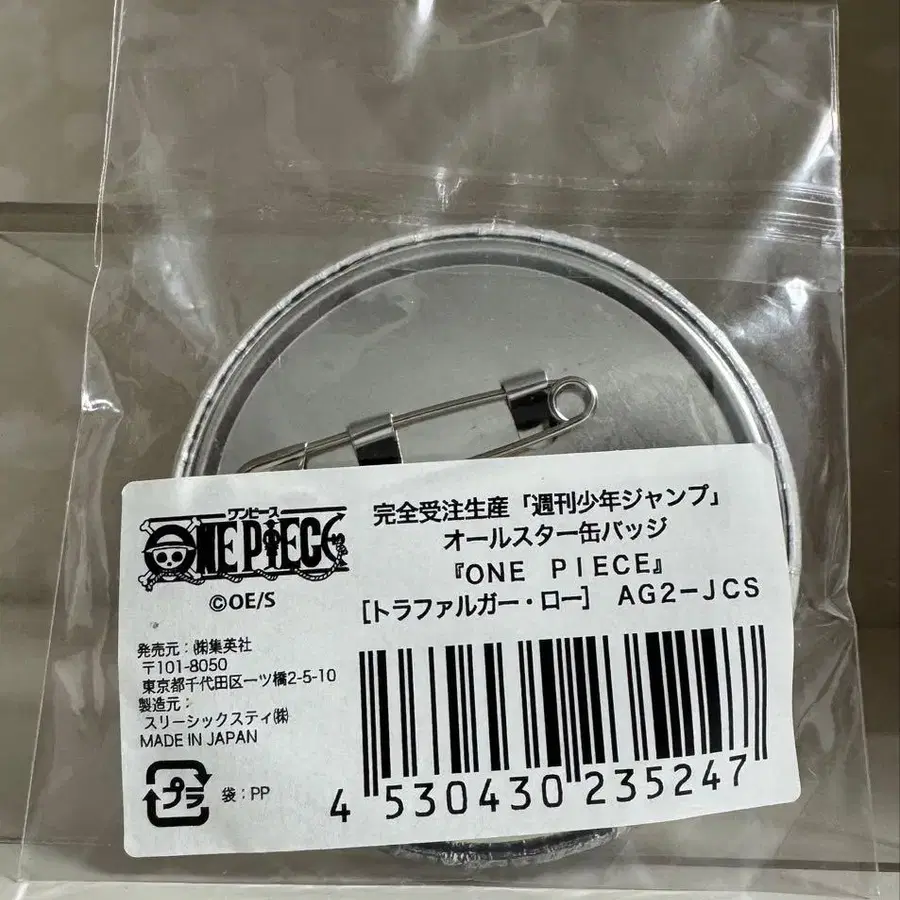 ワンピース
ONE PIECE
©OE/S
完全受注生産「週刊少年ジャンプ」
オールスター缶バッジ
『ONE PIECE』
[トラファルガー・ロー] AG2-JCS
発売元:㈱集英社
〒101-8050
東京都千代田区一ツ橋2-5-10
製造元:
スリーシックスティ㈱
MADE IN JAPAN
プラ
袋:PP
4 530430 235247